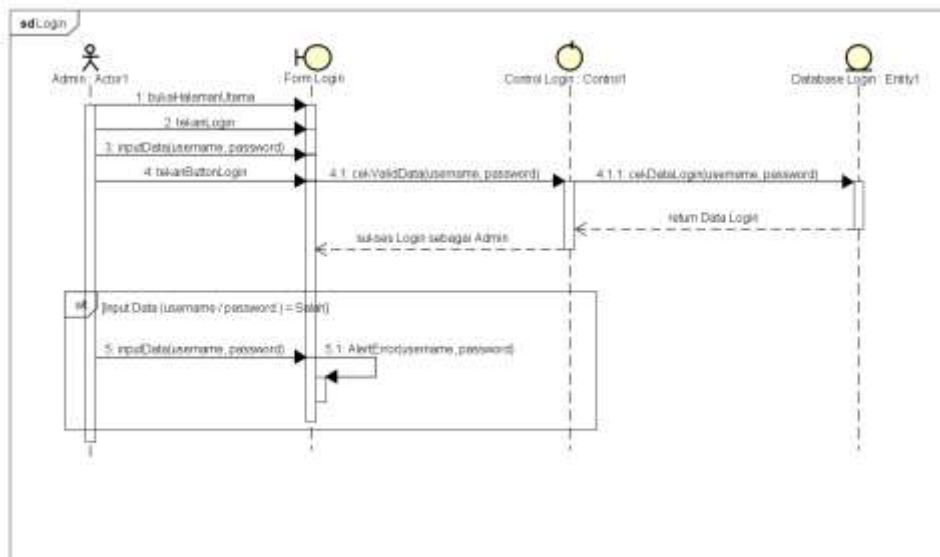 sd Login
Admin : Actor1
Form Login
Control Login : Control1
Database Login : Entity1
1: bukaHalamanUtama
2: tekanLogin
3: inputData(username, password)
4: tekanButtonLogin
4.1: cekValidData(username, password)
4.1.1: cekDataLogin(username, password)
return Data Login
sukses Login sebagai Admin
alt
[Input Data (username / password ) = Salah]
5: inputData(username, password)
5.1: AlertError(username, password)